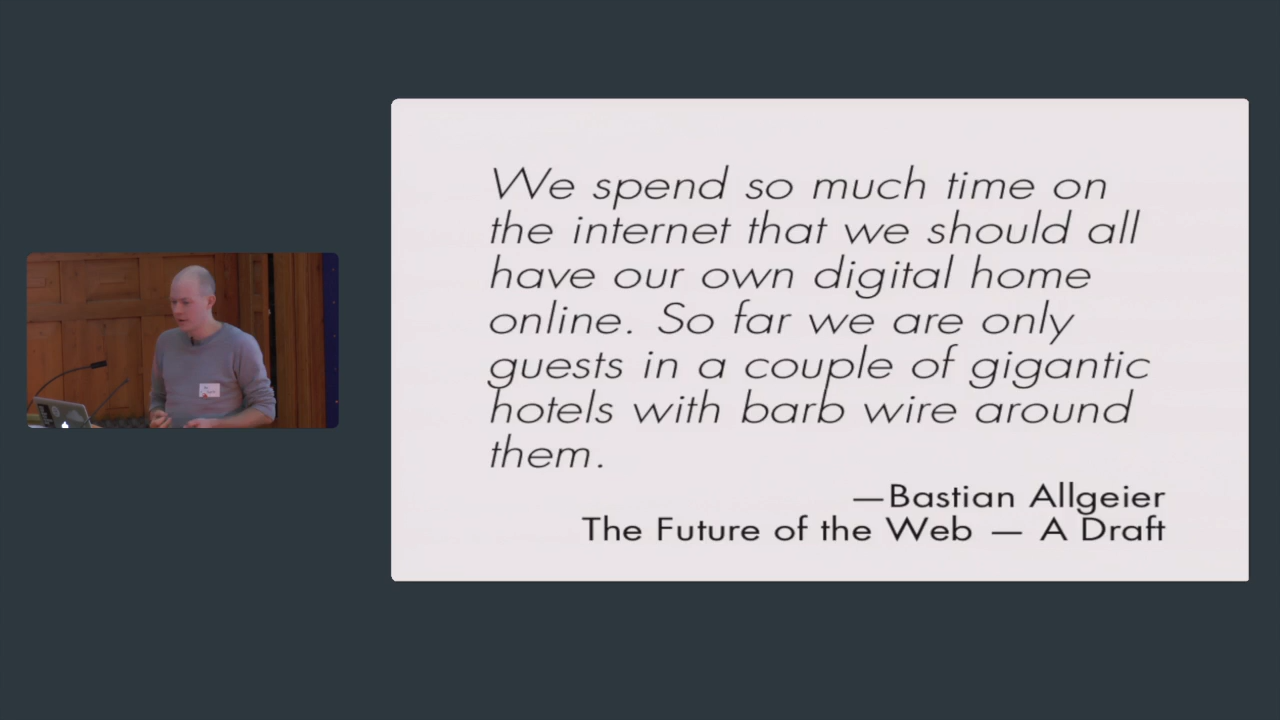 We spend so much time on
the internet that we should all
have our own digital home
online. So far we are only
guests in a couple of gigantic
hotels with barb wire around
them.
—Bastian Allgeier
The Future of the Web — A Draft